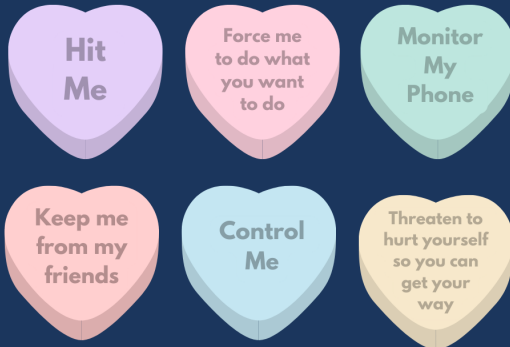 Hit
Me
Force me
to do what
you want
to do
Monitor
My
Phone
Keep me
from my
friends
Control
Me
Threaten to
hurt yourself
so you can
get your
way